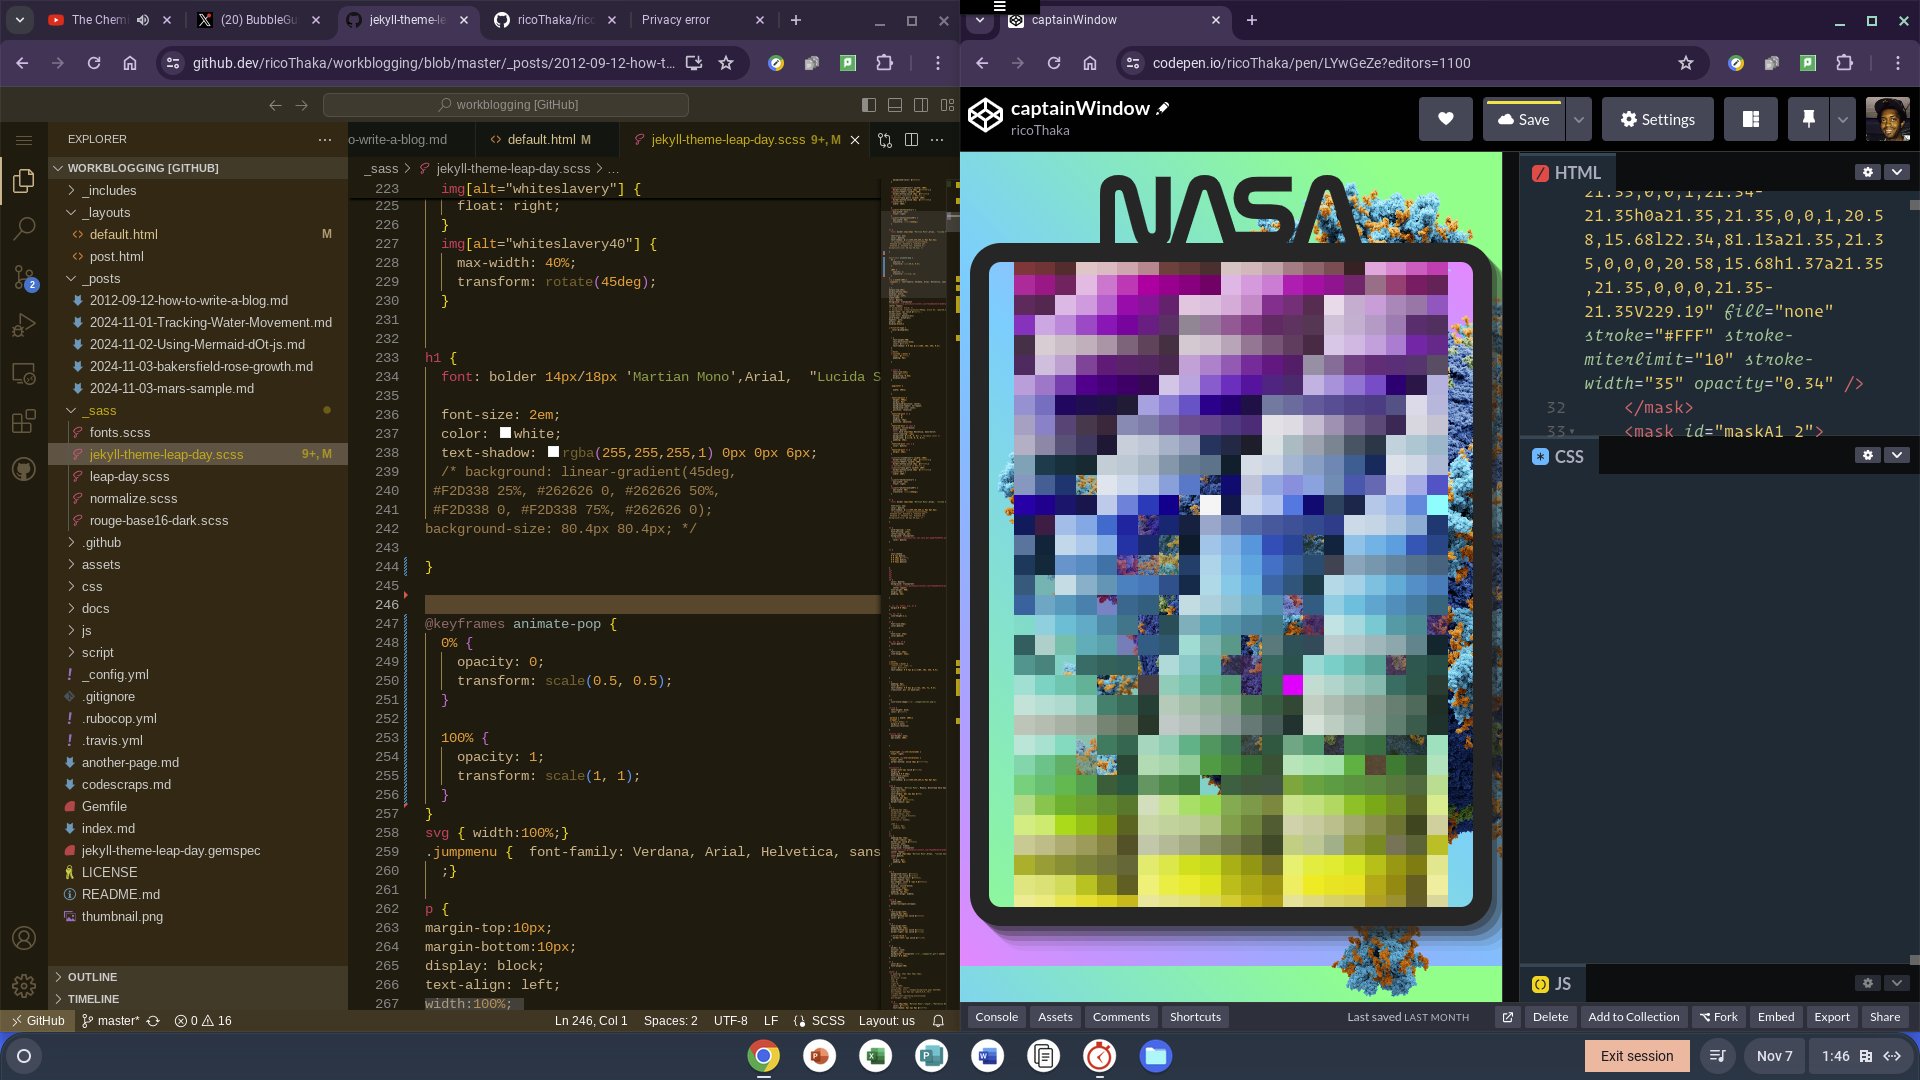 The Chemi
(20) BubbleGu
jekyll-theme-le
ricoThaka/ric
Privacy error
captainWindow
github.dev/ricoThaka/workblogging/blob/master/_posts/2012-09-12-how-t...
codepen.io/ricoThaka/pen/LYwGeZe?editors=1100
workblogging [GitHub]
EXPLORER
WORKBLOGGING [GITHUB]
_includes
_layouts
default.html M
post.html
_posts
2012-09-12-how-to-write-a-blog.md
2024-11-01-Tracking-Water-Movement.md
2024-11-02-Using-Mermaid-dOt-js.md
2024-11-03-bakersfield-rose-growth.md
2024-11-03-mars-sample.md
_sass
fonts.scss
jekyll-theme-leap-day.scss 9+, M
leap-day.scss
normalize.scss
rouge-base16-dark.scss
.github
assets
css
docs
js
script
_config.yml
.gitignore
.rubocop.yml
.travis.yml
another-page.md
codescraps.md
Gemfile
index.md
jekyll-theme-leap-day.gemspec
LICENSE
README.md
thumbnail.png
OUTLINE
TIMELINE
2
o-write-a-blog.md
default.html M
jekyll-theme-leap-day.scss 9+, M
_sass > jekyll-theme-leap-day.scss > ...
223 img[alt="whiteslavery"] {
225 float: right;
226 }
227 img[alt="whiteslavery40"] {
228 max-width: 40%;
229 transform: rotate(45deg);
230 }
231
232
233 h1 {
234 font: bolder 14px/18px 'Martian Mono',Arial, "Lucida S
235
236 font-size: 2em;
237 color: white;
238 text-shadow: rgba(255,255,255,1) 0px 0px 6px;
239 /* background: linear-gradient(45deg,
240 #F2D338 25%, #262626 0, #262626 50%,
241 #F2D338 0, #F2D338 75%, #262626 0);
242 background-size: 80.4px 80.4px; */
243
244 }
245
246
247 @keyframes animate-pop {
248 0% {
249 opacity: 0;
250 transform: scale(0.5, 0.5);
251 }
252
253 100% {
254 opacity: 1;
255 transform: scale(1, 1);
256 }
257 }
258 svg { width:100%;}
259 .jumpmenu { font-family: Verdana, Arial, Helvetica, sans
260 ;}
261
262 p {
263 margin-top:10px;
264 margin-bottom:10px;
265 display: block;
266 text-align: left;
267 width:100%;
GitHub
master*
0 16
Ln 246, Col 1
Spaces: 2
UTF-8
LF
SCSS
Layout: us
captainWindow
ricoThaka
Save
Settings
NASA
HTML
21.35,0,0,1,21.34-
21.35h0a21.35,21.35,0,0,1,20.5
8,15.68l22.34,81.13a21.35,21.3
5,0,0,0,20.58,15.68h1.37a21.35
,21.35,0,0,0,21.35-
21.35V229.19" fill="none"
stroke="#FFF" stroke-
miterlimit="10" stroke-
width="35" opacity="0.34" />
32 </mask>
33 <mask id="maskA1_2">
CSS
JS
Console
Assets
Comments
Shortcuts
Last saved LAST MONTH
Delete
Add to Collection
Fork
Embed
Export
Share
Exit session
Nov 7
1:46